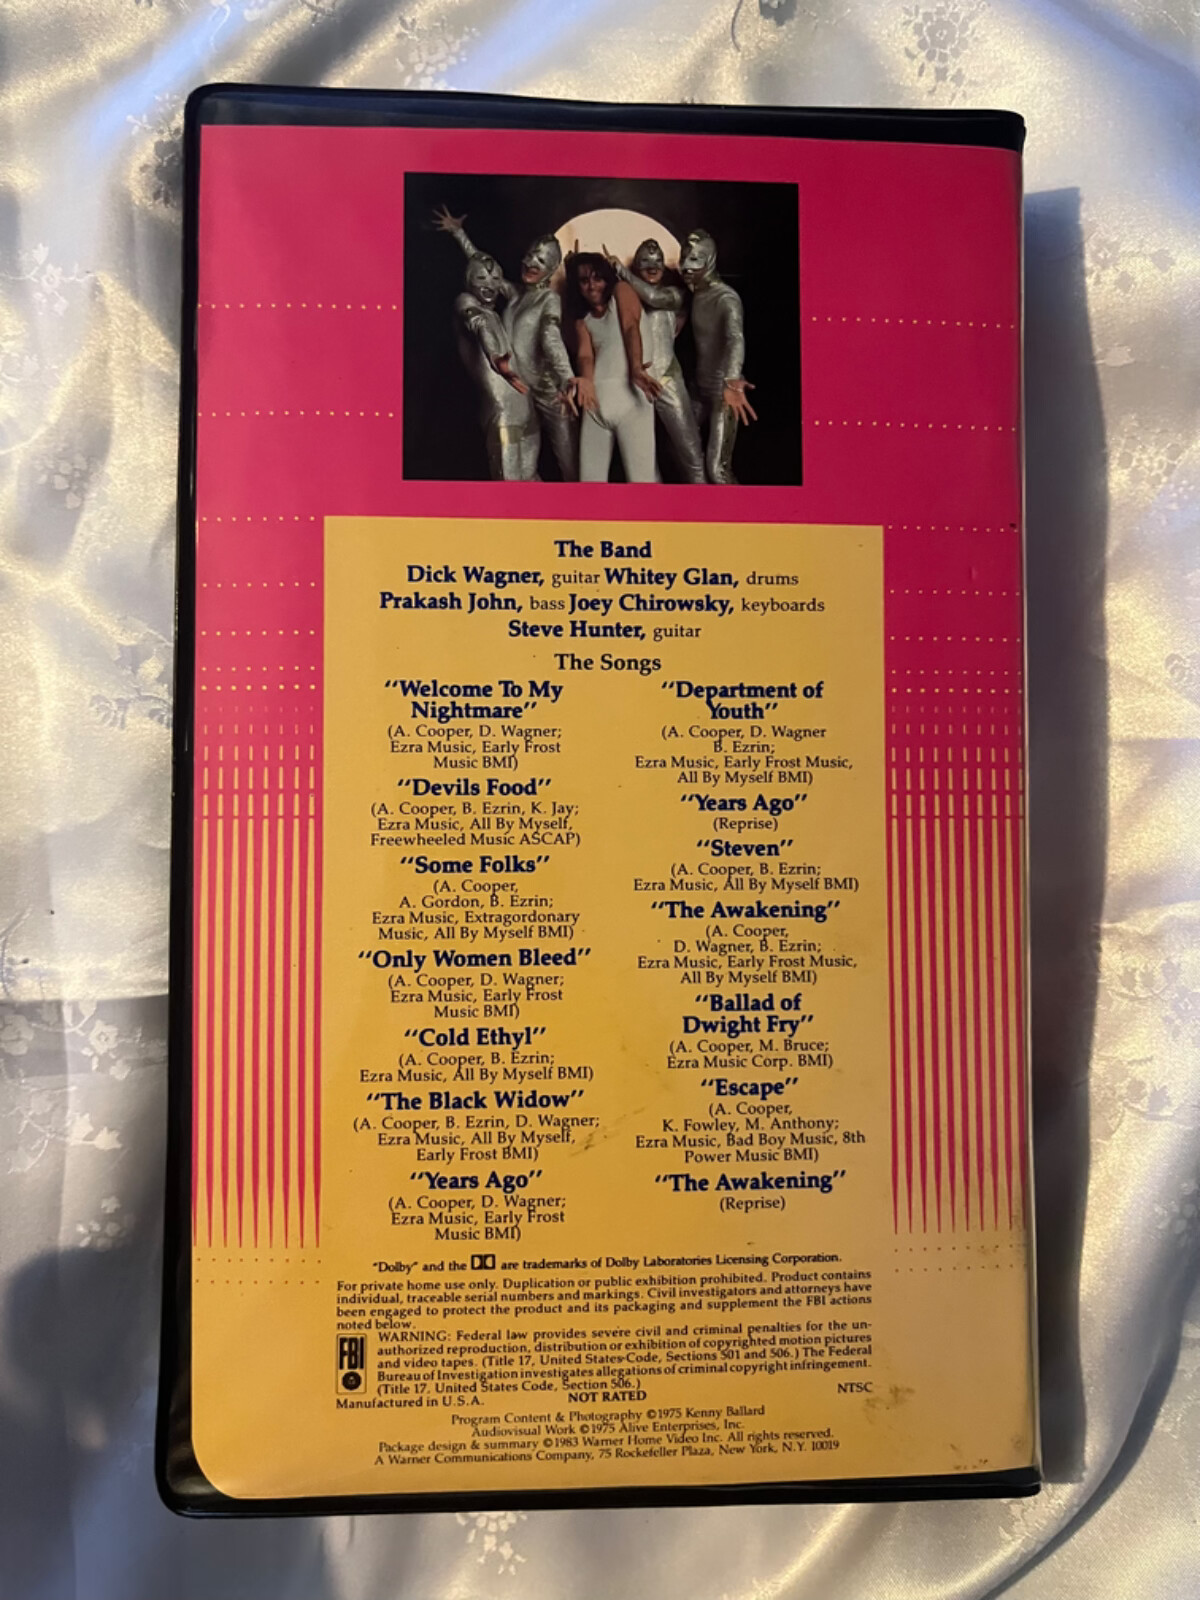 The Band
Dick Wagner, guitar Whitey Glan, drums
Prakash John, bass Joey Chirowsky, keyboards
Steve Hunter, guitar
The Songs
"Welcome To My
Nightmare"
(A. Cooper, D. Wagner;
Ezra Music, Early Frost
Music BMI)
"Devils Food"
(A. Cooper, B. Ezrin, K. Jay;
Ezra Music, All By Myself,
Freewheeled Music ASCAP)
"Some Folks"
(A. Cooper,
A. Gordon, B. Ezrin;
Ezra Music, Extragordonary
Music, All By Myself BMI)
"Only Women Bleed"
(A. Cooper, D. Wagner;
Ezra Music, Early Frost
Music BMI)
"Cold Ethyl"
(A. Cooper, B. Ezrin;
Ezra Music, All By Myself BMI)
"The Black Widow"
(A. Cooper, B. Ezrin, D. Wagner;
Ezra Music, All By Myself,
Early Frost BMI)
"Years Ago"
(A. Cooper, D. Wagner;
Ezra Music, Early Frost
Music BMI)
"Department of
Youth"
(A. Cooper, D. Wagner
B. Ezrin;
Ezra Music, Early Frost Music,
All By Myself BMI)
"Years Ago"
(Reprise)
"Steven"
(A. Cooper, B. Ezrin;
Ezra Music, All By Myself BMI)
"The Awakening"
(A. Cooper,
D. Wagner, B. Ezrin;
Ezra Music, Early Frost Music,
All By Myself BMI)
"Ballad of
Dwight Fry"
(A. Cooper, M. Bruce;
Ezra Music Corp. BMI)
"Escape"
(A. Cooper,
K. Fowley, M. Anthony;
Ezra Music, Bad Boy Music, 8th
Power Music BMI)
"The Awakening"
(Reprise)
"Dolby" and the are trademarks of Dolby Laboratories Licensing Corporation.
For private home use only. Duplication or public exhibition prohibited. Product contains
individual, traceable serial numbers and markings. Civil investigators and attorneys have
been engaged to protect the product and its packaging and supplement the FBI actions
noted below.
FBI
WARNING: Federal law provides severe civil and criminal penalties for the un-
authorized reproduction, distribution or exhibition of copyrighted motion pictures
and video tapes. (Title 17, United States Code, Sections 501 and 506.) The Federal
Bureau of Investigation investigates allegations of criminal copyright infringement.
(Title 17, United States Code, Section 506.)
Manufactured in U.S.A. NOT RATED NTSC
Program Content & Photography ©1975 Kenny Ballard
Audiovisual Work ©1975 Alive Enterprises, Inc.
Package design & summary ©1983 Warner Home Video Inc. All rights reserved.
A Warner Communications Company, 75 Rockefeller Plaza, New York, N.Y. 10019